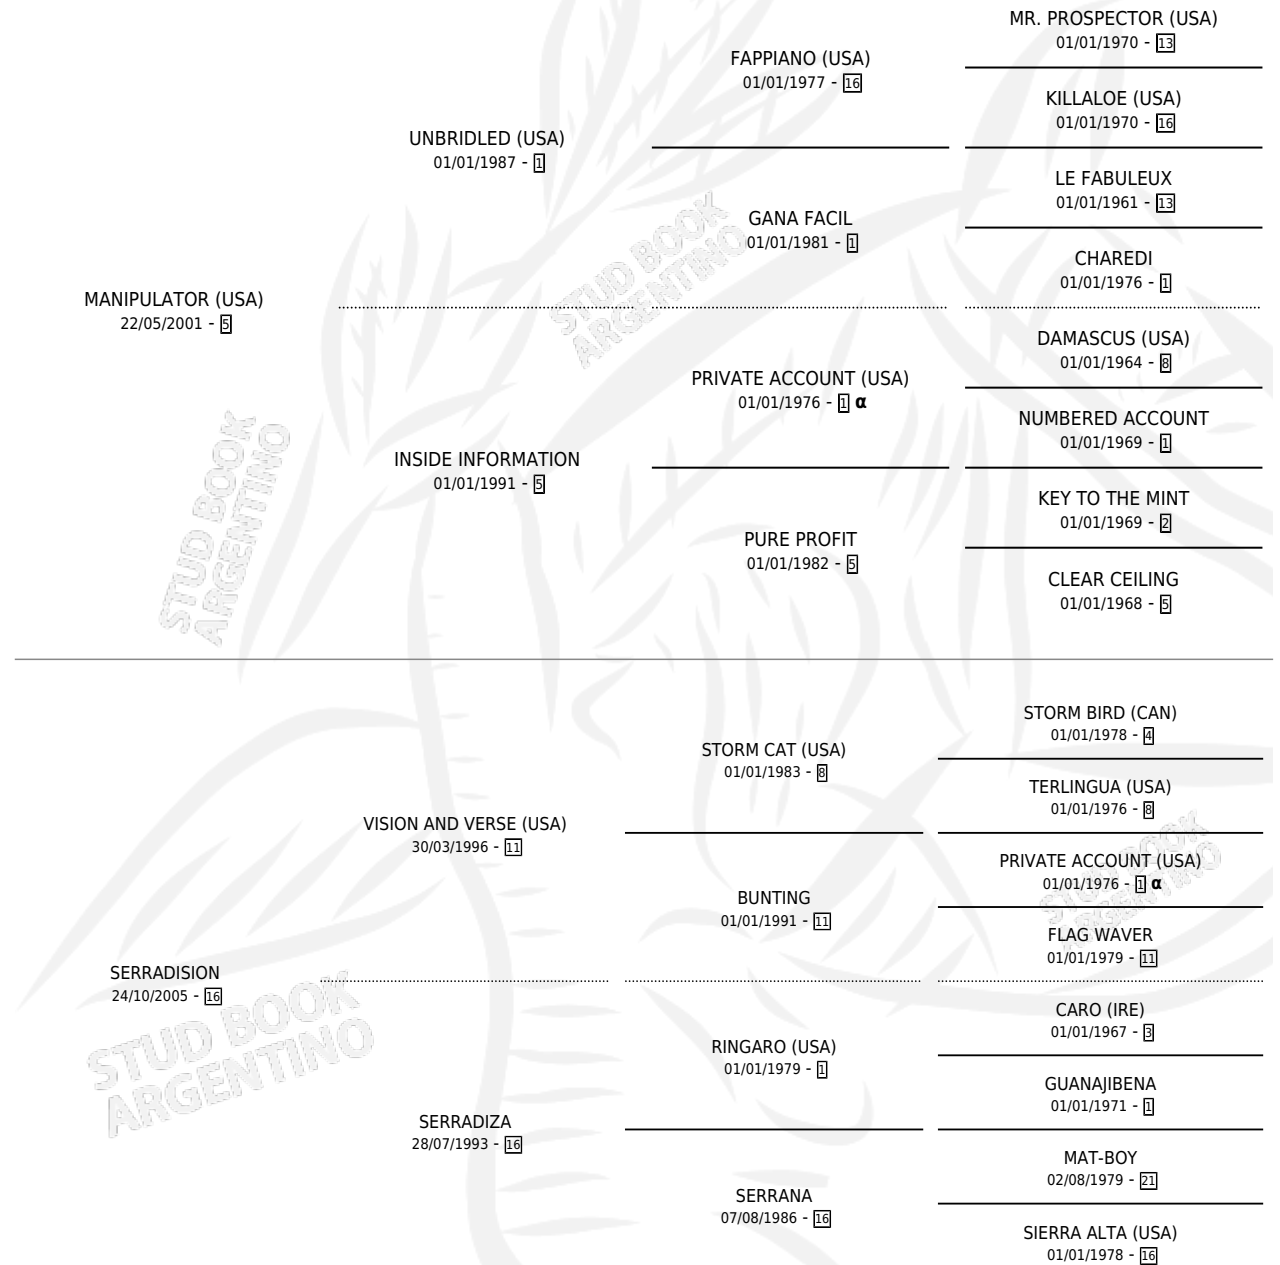 MR. PROSPECTOR (USA)
01/01/1970 - 13
FAPPIANO (USA)
01/01/1977 - 16
KILLALOE (USA)
01/01/1970 - 16
UNBRIDLED (USA)
01/01/1987 - 1
LE FABULEUX
01/01/1961 - 13
GANA FACIL
01/01/1981 - 1
CHAREDI
01/01/1976 - 1
MANIPULATOR (USA)
22/05/2001 - 5
DAMASCUS (USA)
01/01/1964 - 8
PRIVATE ACCOUNT (USA)
01/01/1976 - 1 α
NUMBERED ACCOUNT
01/01/1969 - 1
INSIDE INFORMATION
01/01/1991 - 5
KEY TO THE MINT
01/01/1969 - 2
PURE PROFIT
01/01/1982 - 5
CLEAR CEILING
01/01/1968 - 5
STORM BIRD (CAN)
01/01/1978 - 4
STORM CAT (USA)
01/01/1983 - 8
TERLINGUA (USA)
01/01/1976 - 8
VISION AND VERSE (USA)
30/03/1996 - 11
PRIVATE ACCOUNT (USA)
01/01/1976 - 1 α
BUNTING
01/01/1991 - 11
FLAG WAVER
01/01/1979 - 11
SERRADISION
24/10/2005 - 16
CARO (IRE)
01/01/1967 - 3
RINGARO (USA)
01/01/1979 - 1
GUANAJIBENA
01/01/1971 - 1
SERRADIZA
28/07/1993 - 16
MAT-BOY
02/08/1979 - 21
SERRANA
07/08/1986 - 16
SIERRA ALTA (USA)
01/01/1978 - 16
STUD BOOK
ARGENTINO
STUD BOOK
ARGENTINO
STUD BOOK
ARGENTINO
STUD BOOK
ARGENTINO